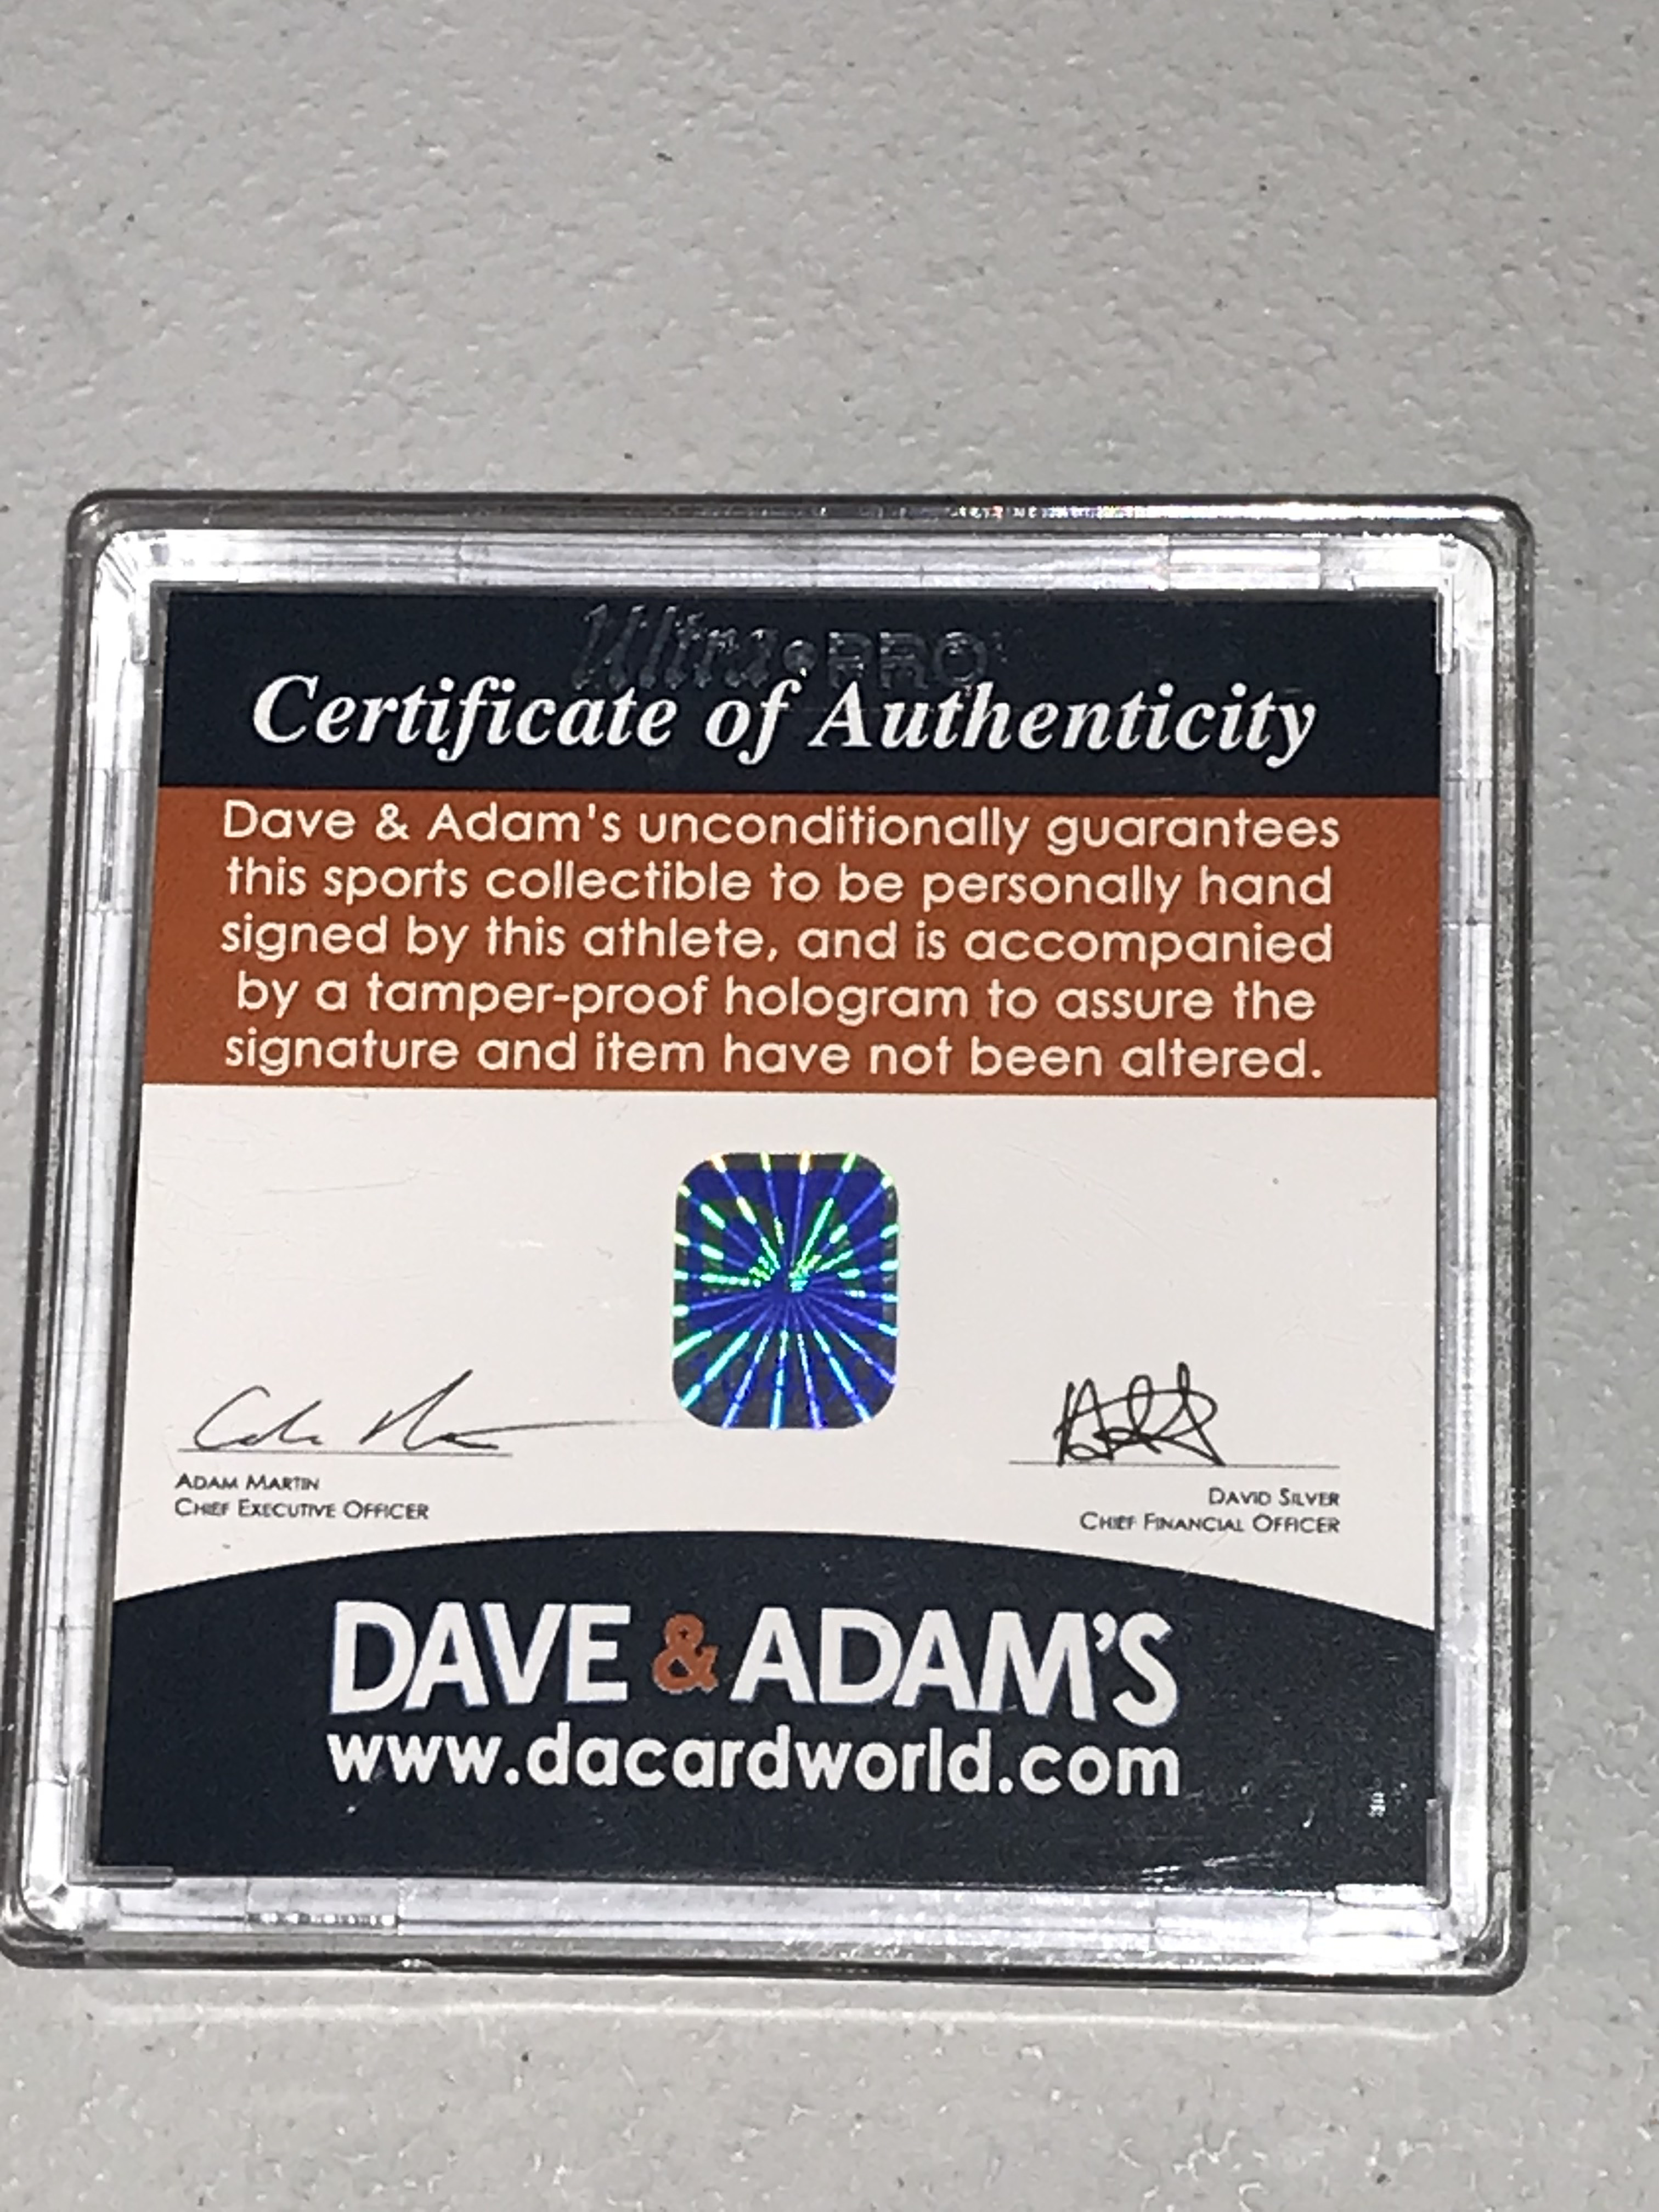 Ultra•PRO
Certificate of Authenticity
Dave & Adam's unconditionally guarantees
this sports collectible to be personally hand
signed by this athlete, and is accompanied
by a tamper-proof hologram to assure the
signature and item have not been altered.
ADAM MARTIN
CHIEF EXECUTIVE OFFICER
DAVID SILVER
CHIEF FINANCIAL OFFICER
DAVE & ADAM'S
www.dacardworld.com